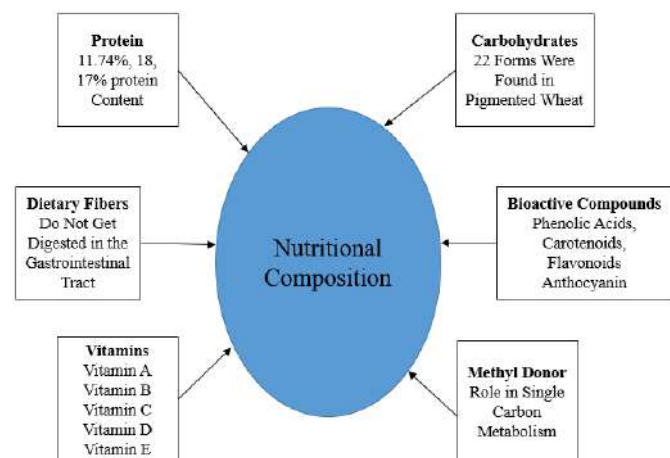 Protein
11.74%, 18,
17% protein
Content
Carbohydrates
22 Forms Were
Found in
Pigmented Wheat
Dietary Fibers
Do Not Get
Digested in the
Gastrointestinal
Tract
Nutritional
Composition
Bioactive Compounds
Phenolic Acids,
Carotenoids,
Flavonoids
Anthocyanin
Vitamins
Vitamin A
Vitamin B
Vitamin C
Vitamin D
Vitamin E
Methyl Donor
Role in Single
Carbon
Metabolism